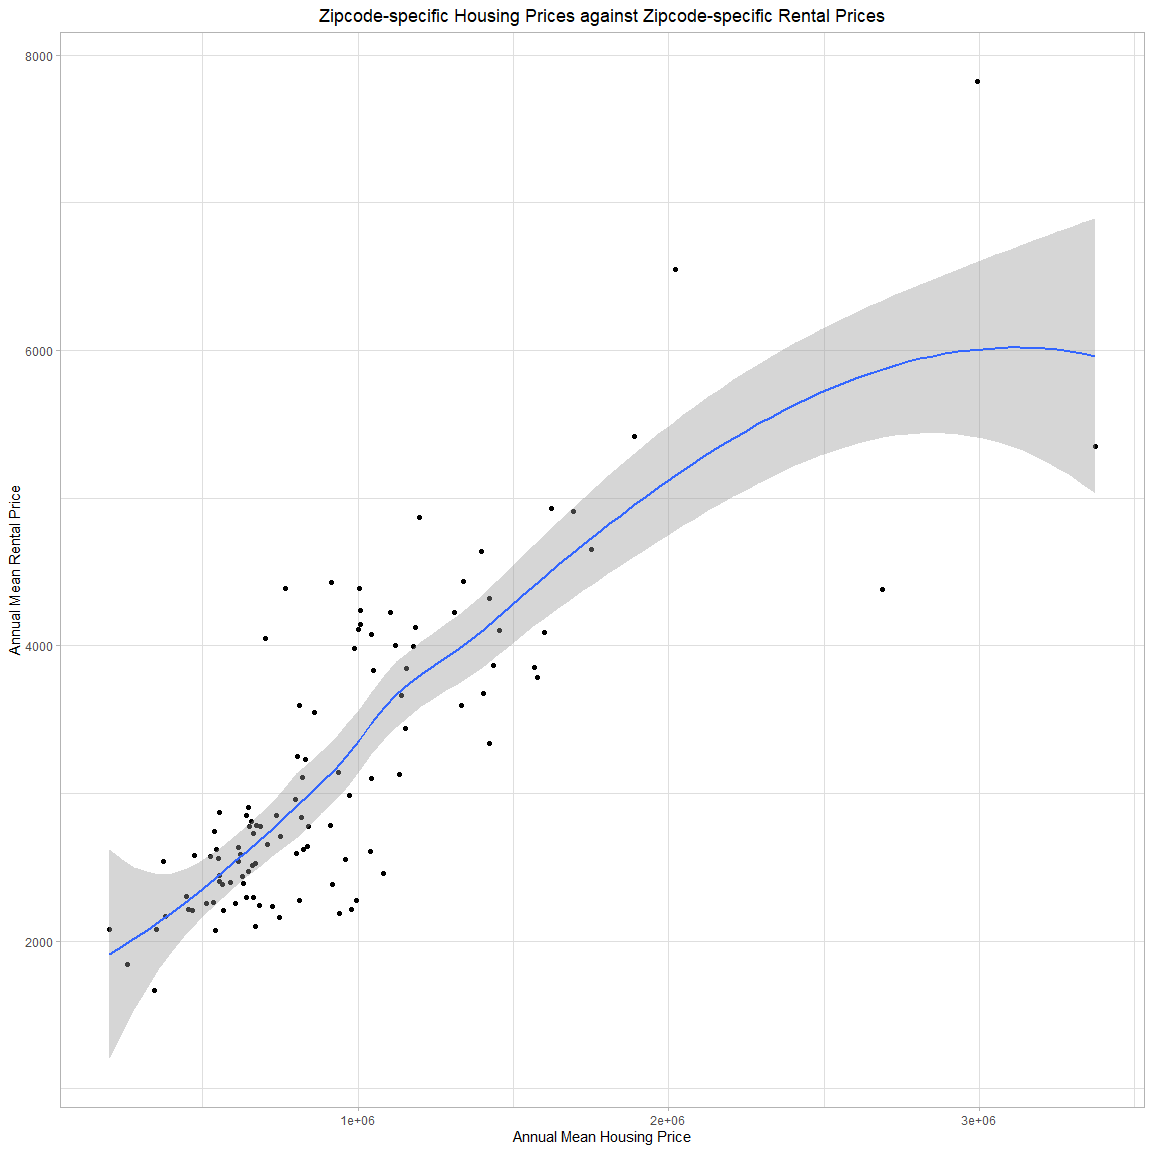 Zipcode-specific Housing Prices against Zipcode-specific Rental Prices
8000
6000
4000
2000
Annual Mean Rental Price
1e+06
2e+06
3e+06
Annual Mean Housing Price